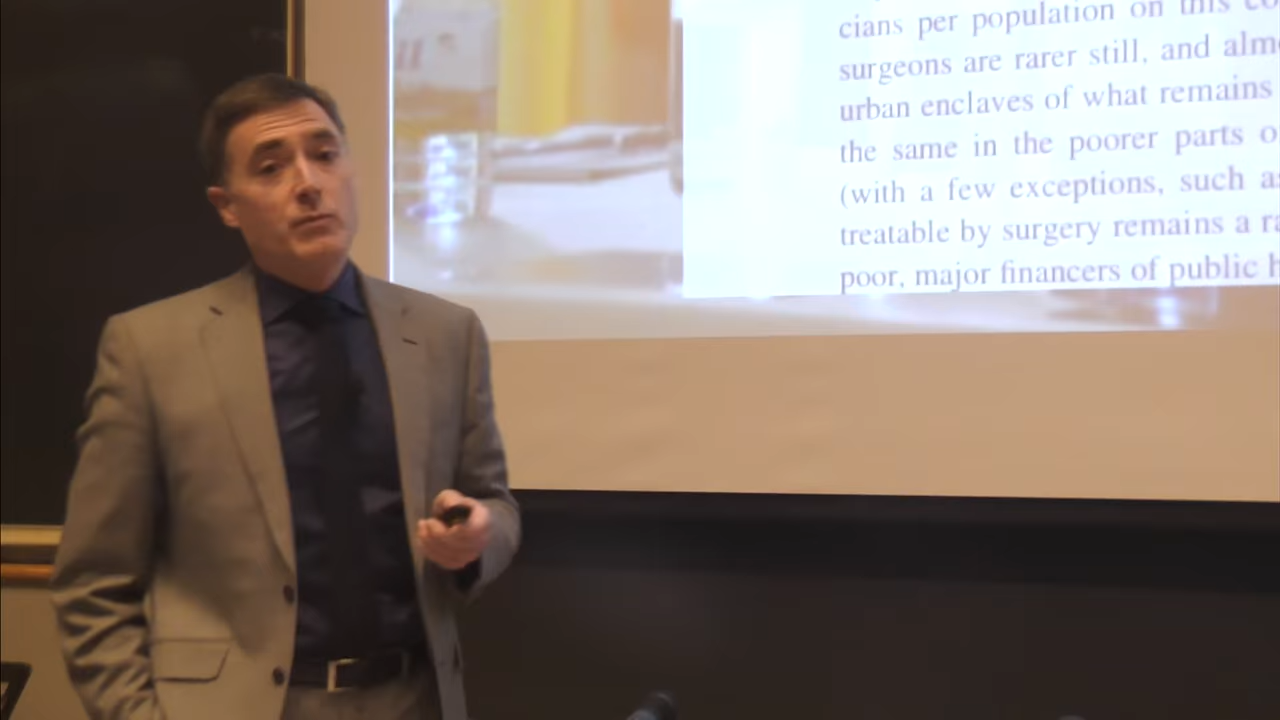 cians per population on this
surgeons are rarer still, and
urban enclaves of what remains
the same in the poorer parts
(with a few exceptions, such
treatable by surgery remains a
poor, major financers of public